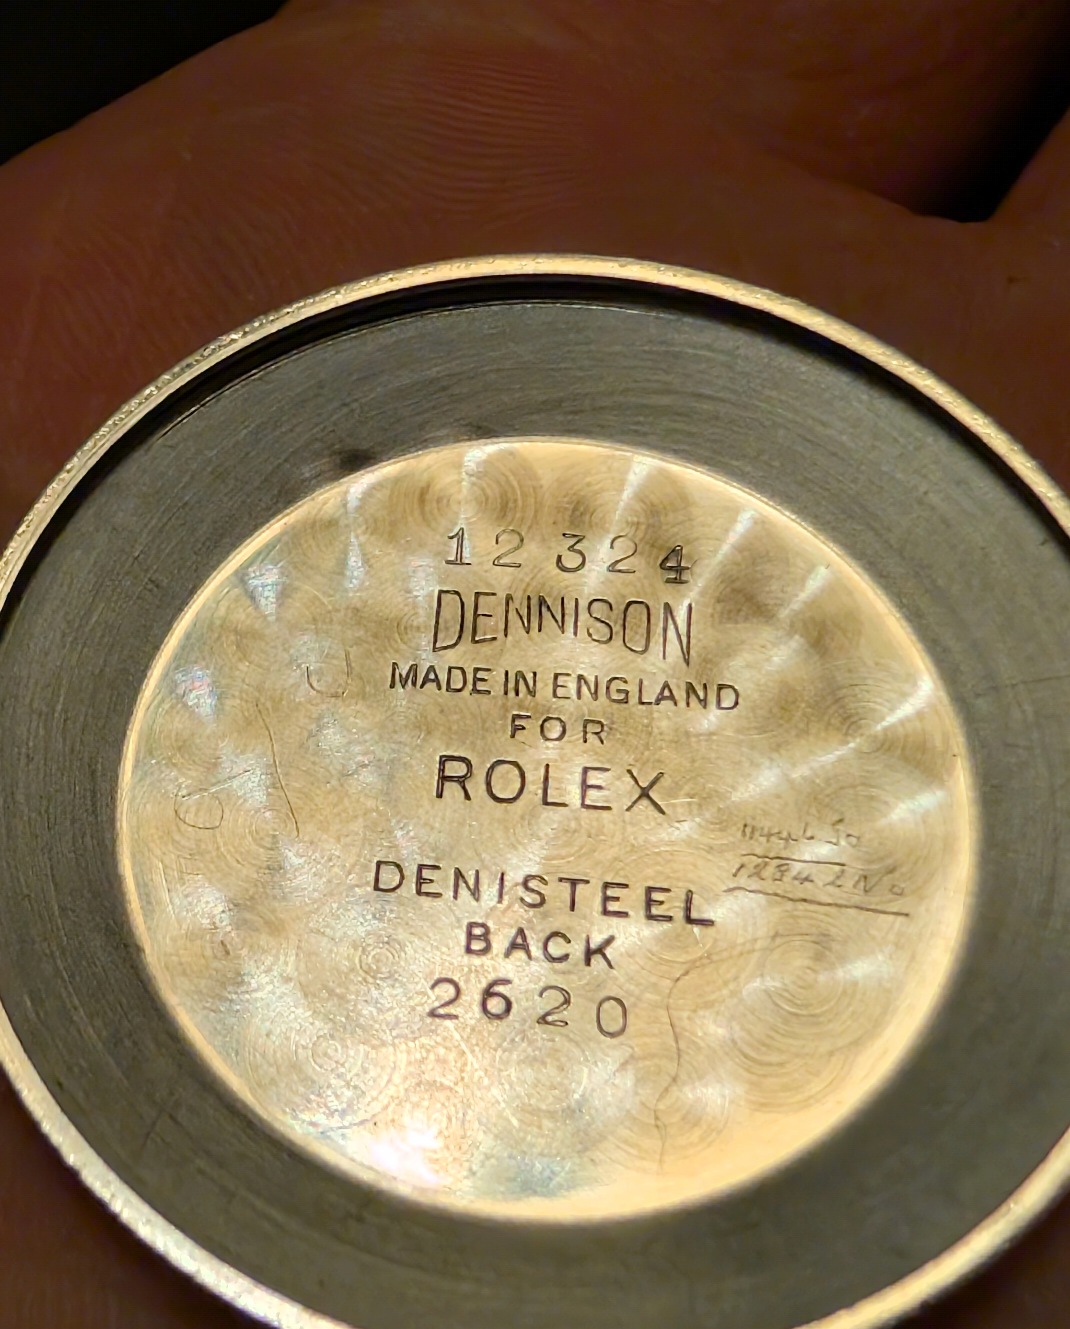 12324
DENNISON
MADE IN ENGLAND
FOR
ROLEX
DENISTEEL
BACK
2620